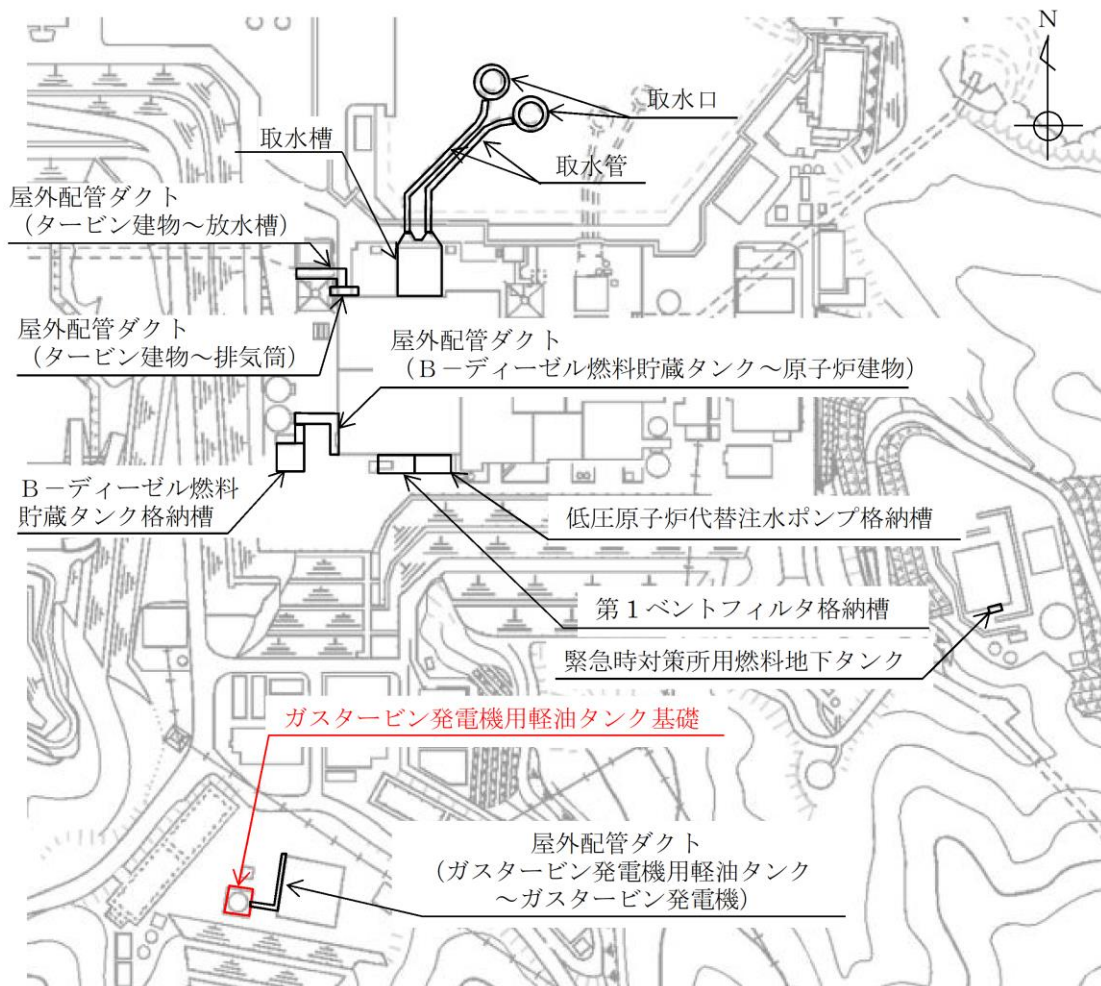 N
取水口
取水槽
取水管
屋外配管ダクト
（タービン建物～放水槽）
屋外配管ダクト
（タービン建物～排気筒）
屋外配管ダクト
（B－ディーゼル燃料貯蔵タンク～原子炉建物）
B－ディーゼル燃料
貯蔵タンク格納槽
低圧原子炉代替注水ポンプ格納槽
第1ベントフィルタ格納槽
緊急時対策所用燃料地下タンク
ガスタービン発電機用軽油タンク基礎
屋外配管ダクト
（ガスタービン発電機用軽油タンク
～ガスタービン発電機）